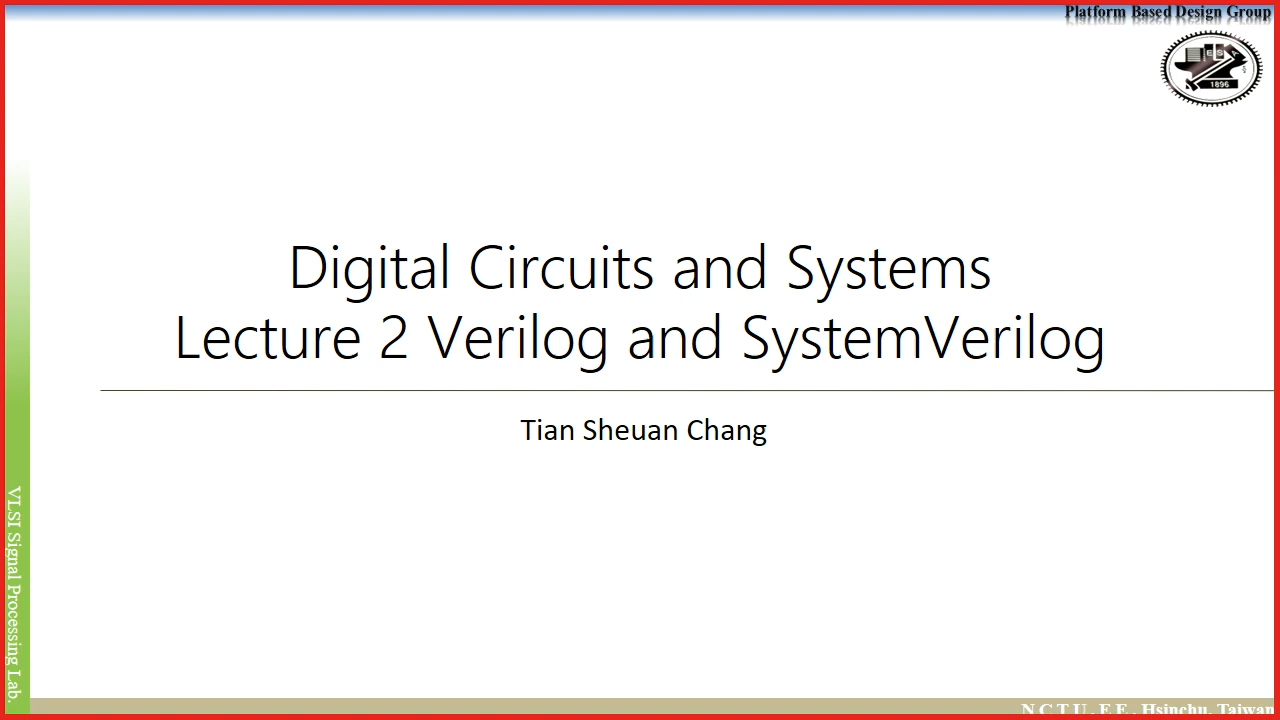 Platform Based Design Group
1896
Digital Circuits and Systems
Lecture 2 Verilog and SystemVerilog
Tian Sheuan Chang
VLSI Signal Processing Lab.
N C T U . E E . Hsinchu, Taiwan